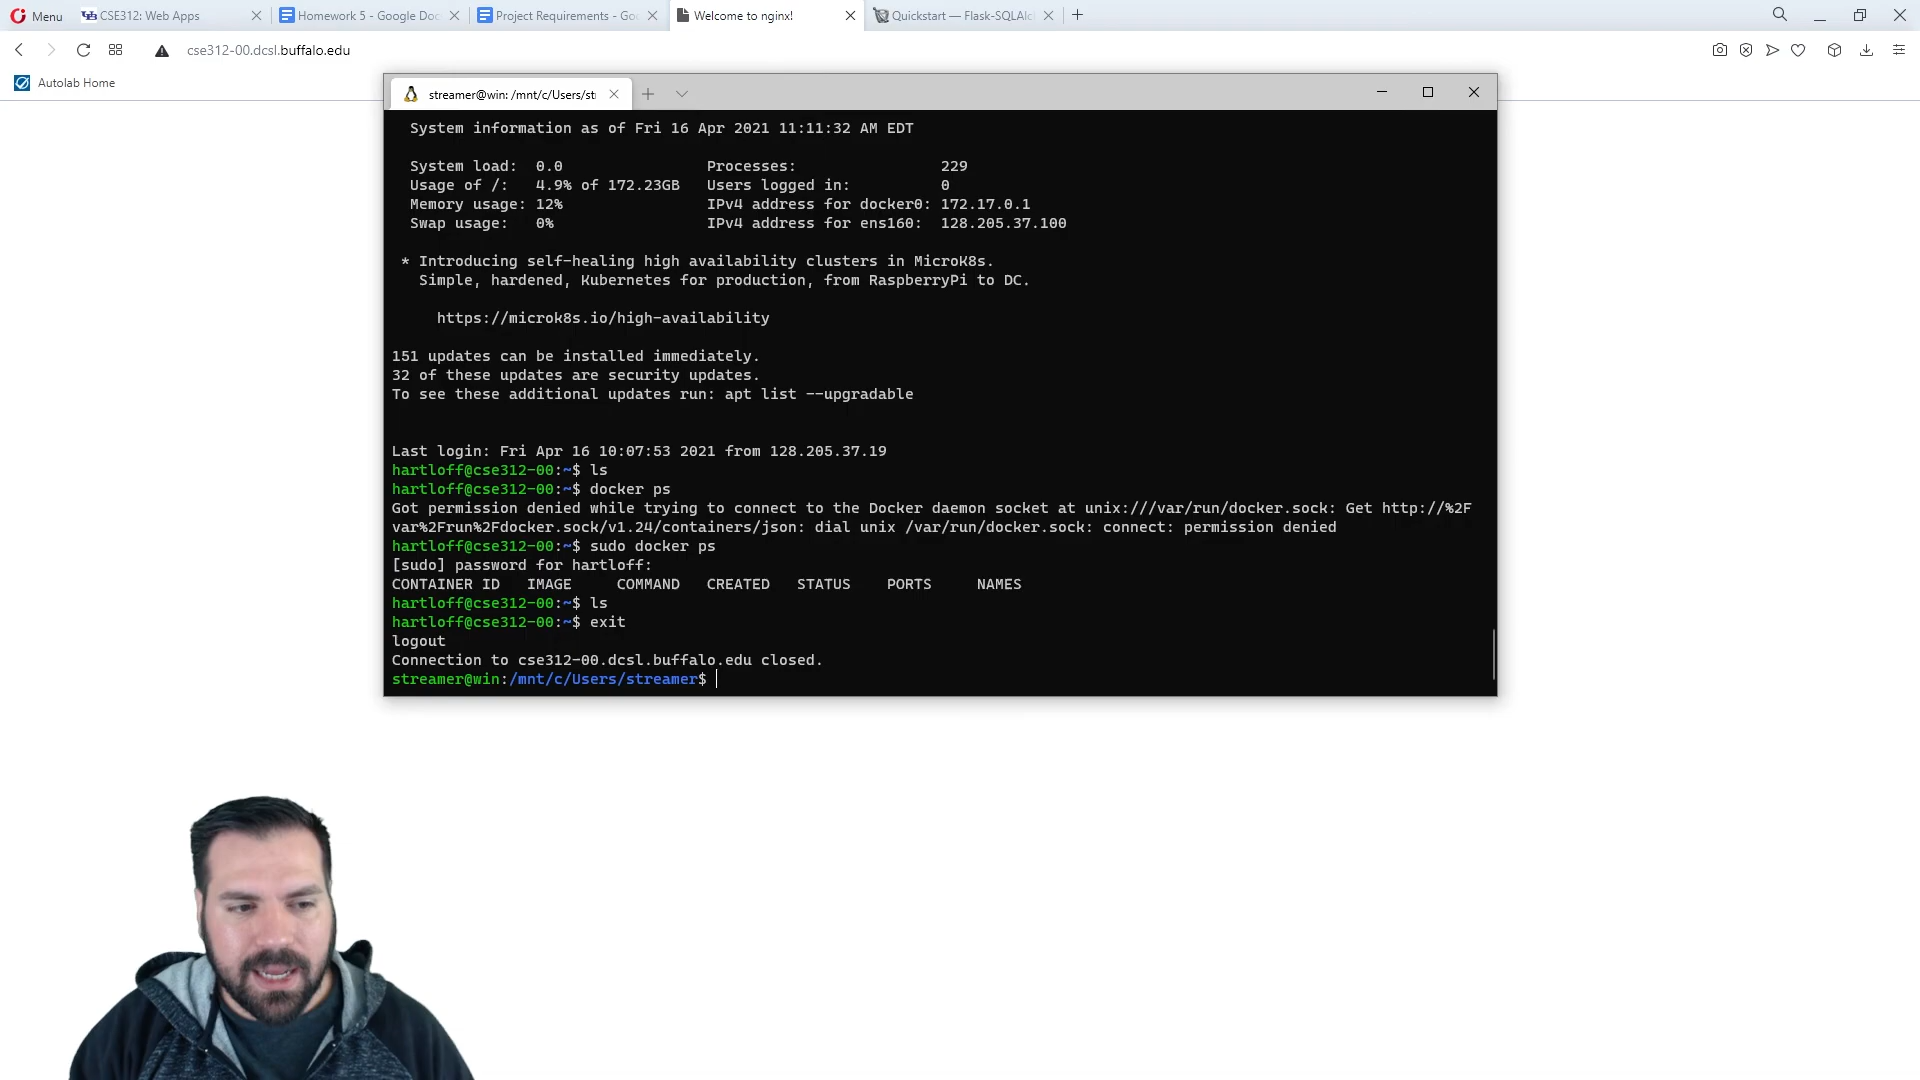 Menu
CSE312: Web Apps
Homework 5 - Google Doc
Project Requirements - Goo
Welcome to nginx!
Quickstart — Flask-SQLAlc
cse312-00.dcsl.buffalo.edu
Autolab Home
streamer@win: /mnt/c/Users/st
System information as of Fri 16 Apr 2021 11:11:32 AM EDT
System load: 0.0 Processes: 229
Usage of /: 4.9% of 172.23GB Users logged in: 0
Memory usage: 12% IPv4 address for docker0: 172.17.0.1
Swap usage: 0% IPv4 address for ens160: 128.205.37.100
* Introducing self-healing high availability clusters in MicroK8s.
Simple, hardened, Kubernetes for production, from RaspberryPi to DC.
https://microk8s.io/high-availability
151 updates can be installed immediately.
32 of these updates are security updates.
To see these additional updates run: apt list --upgradable
Last login: Fri Apr 16 10:07:53 2021 from 128.205.37.19
hartloff@cse312-00:~$ ls
hartloff@cse312-00:~$ docker ps
Got permission denied while trying to connect to the Docker daemon socket at unix:///var/run/docker.sock: Get http://%2F
var%2Frun%2Fdocker.sock/v1.24/containers/json: dial unix /var/run/docker.sock: connect: permission denied
hartloff@cse312-00:~$ sudo docker ps
[sudo] password for hartloff:
CONTAINER ID IMAGE COMMAND CREATED STATUS PORTS NAMES
hartloff@cse312-00:~$ ls
hartloff@cse312-00:~$ exit
logout
Connection to cse312-00.dcsl.buffalo.edu closed.
streamer@win:/mnt/c/Users/streamer$